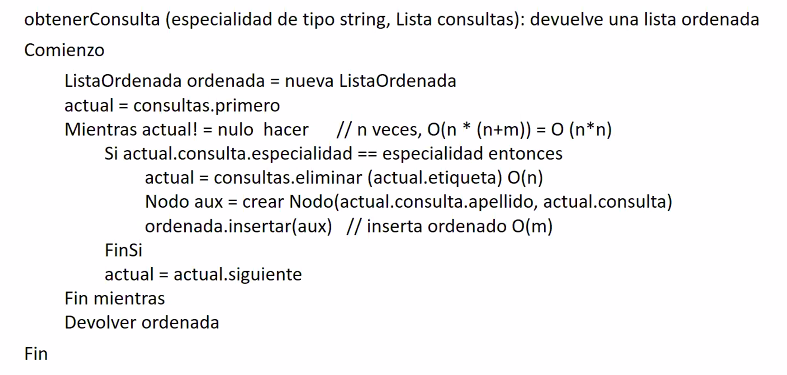 obtenerConsulta (especialidad de tipo string, Lista consultas): devuelve una lista ordenada
Comienzo
ListaOrdenada ordenada = nueva ListaOrdenada
actual = consultas.primero
Mientras actual! = nulo hacer // n veces, O(n * (n+m)) = O (n*n)
Si actual.consulta.especialidad == especialidad entonces
actual = consultas.eliminar (actual.etiqueta) O(n)
Nodo aux = crear Nodo(actual.consulta.apellido, actual.consulta)
ordenada.insertar(aux) // inserta ordenado O(m)
FinSi
actual = actual.siguiente
Fin mientras
Devolver ordenada
Fin